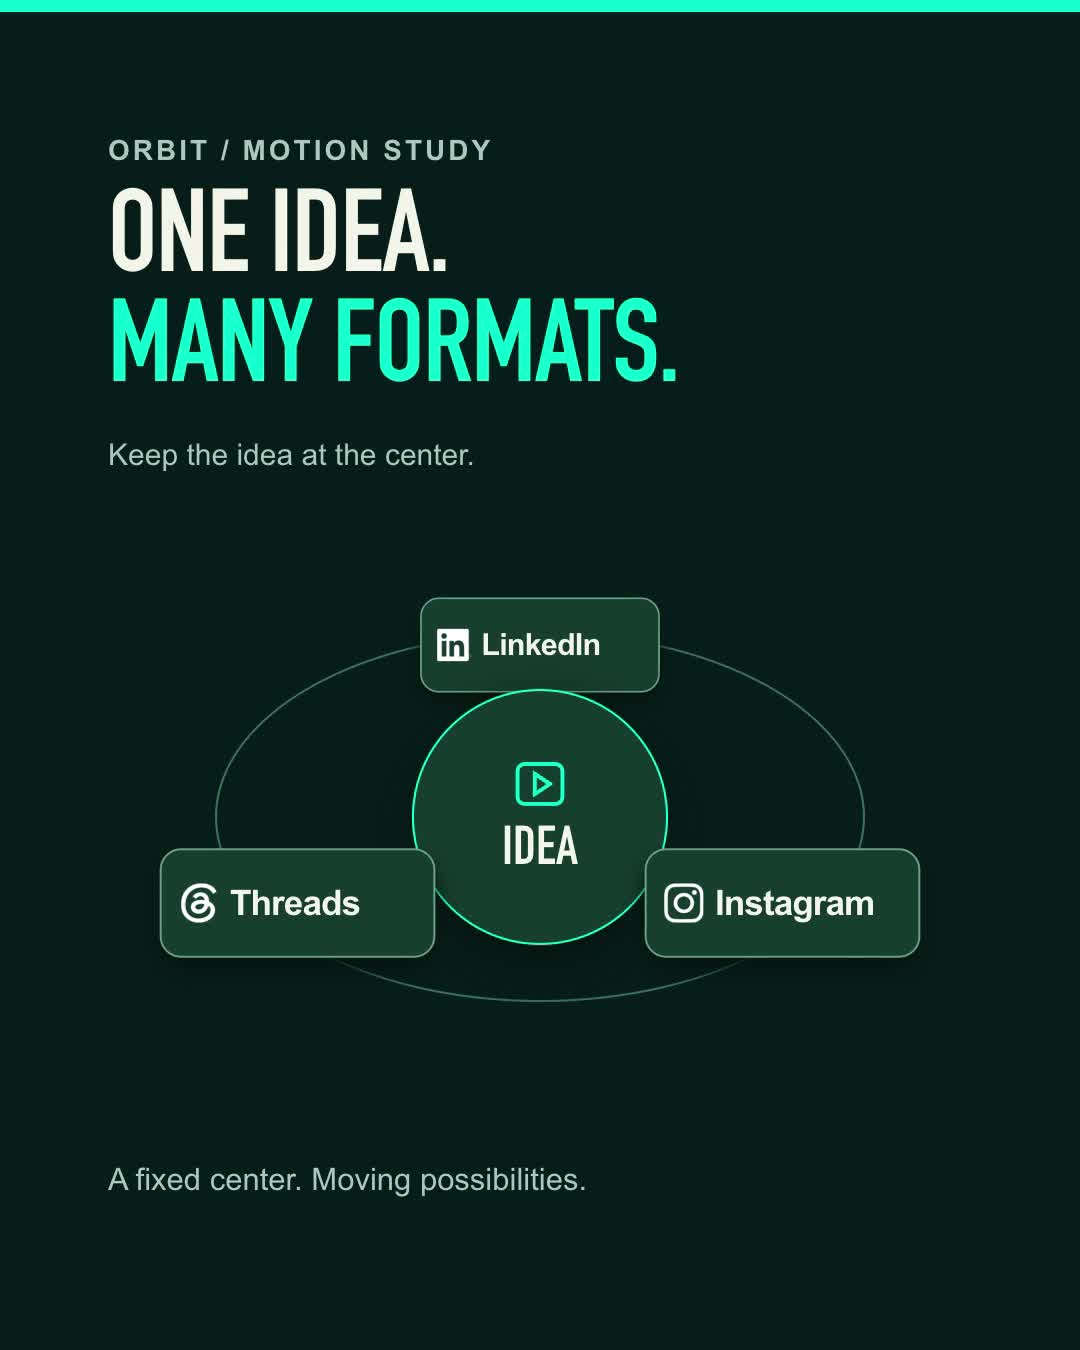 ORBIT / MOTION STUDY
ONE IDEA.
MANY FORMATS.
Keep the idea at the center.
LinkedIn
IDEA
Threads
Instagram
A fixed center. Moving possibilities.